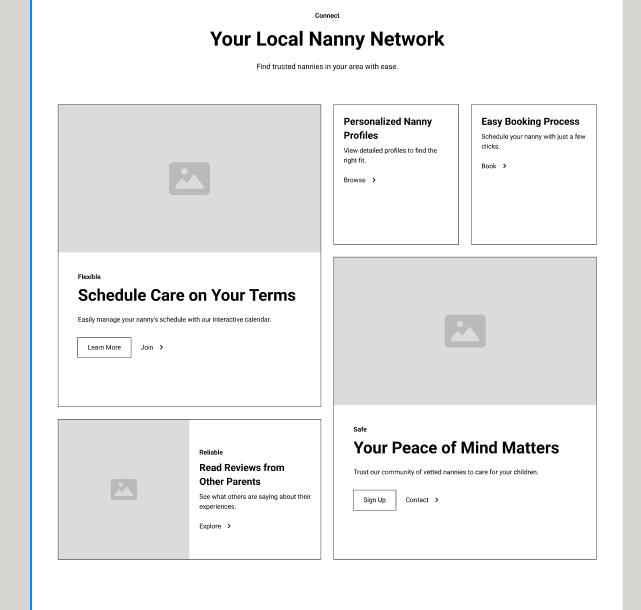 Connect
Your Local Nanny Network
Find trusted nannies in your area with ease.
Flexible
Schedule Care on Your Terms
Easily manage your nanny's schedule with our interactive calendar.
Learn More
Join
Personalized Nanny
Profiles
View detailed profiles to find the
right fit.
Browse
Easy Booking Process
Schedule your nanny with just a few
clicks.
Book
Reliable
Read Reviews from
Other Parents
See what others are saying about their
experiences.
Explore
Safe
Your Peace of Mind Matters
Trust our community of vetted nannies to care for your children.
Sign Up
Contact